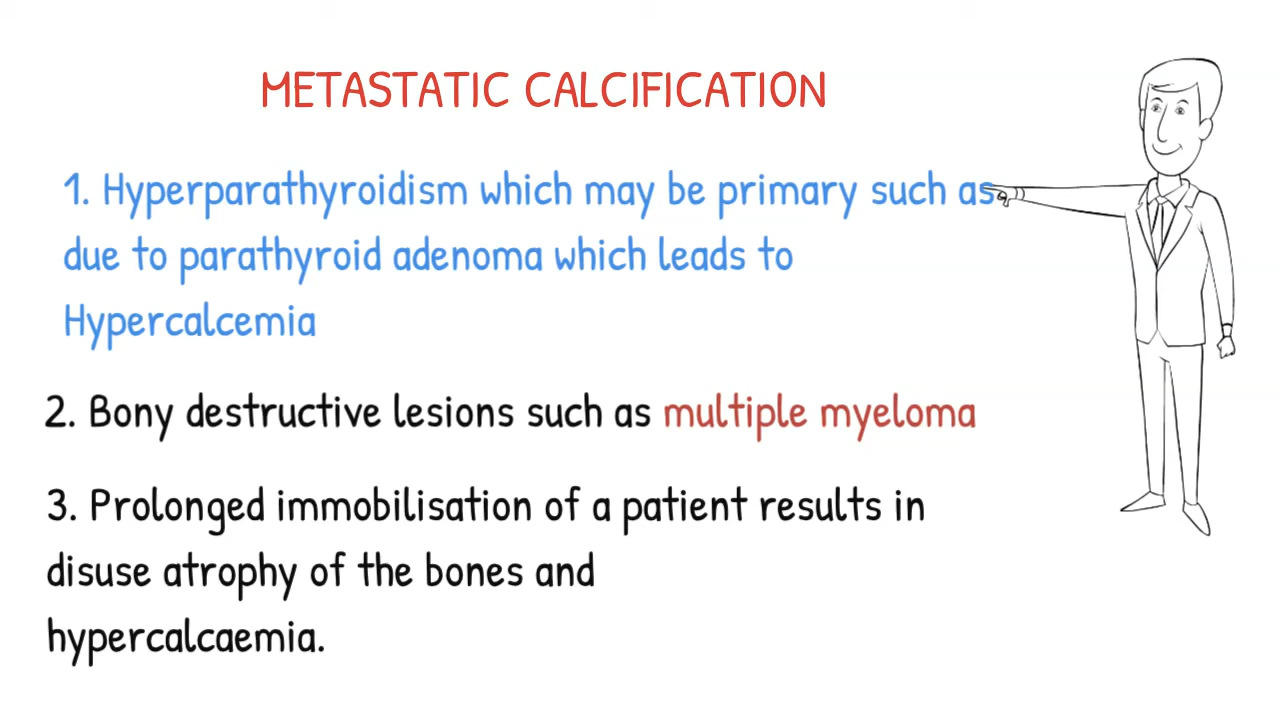 METASTATIC CALCIFICATION
1. Hyperparathyroidism which may be primary such as
due to parathyroid adenoma which leads to
Hypercalcemia
2. Bony destructive lesions such as multiple myeloma
3. Prolonged immobilisation of a patient results in
disuse atrophy of the bones and
hypercalcaemia.